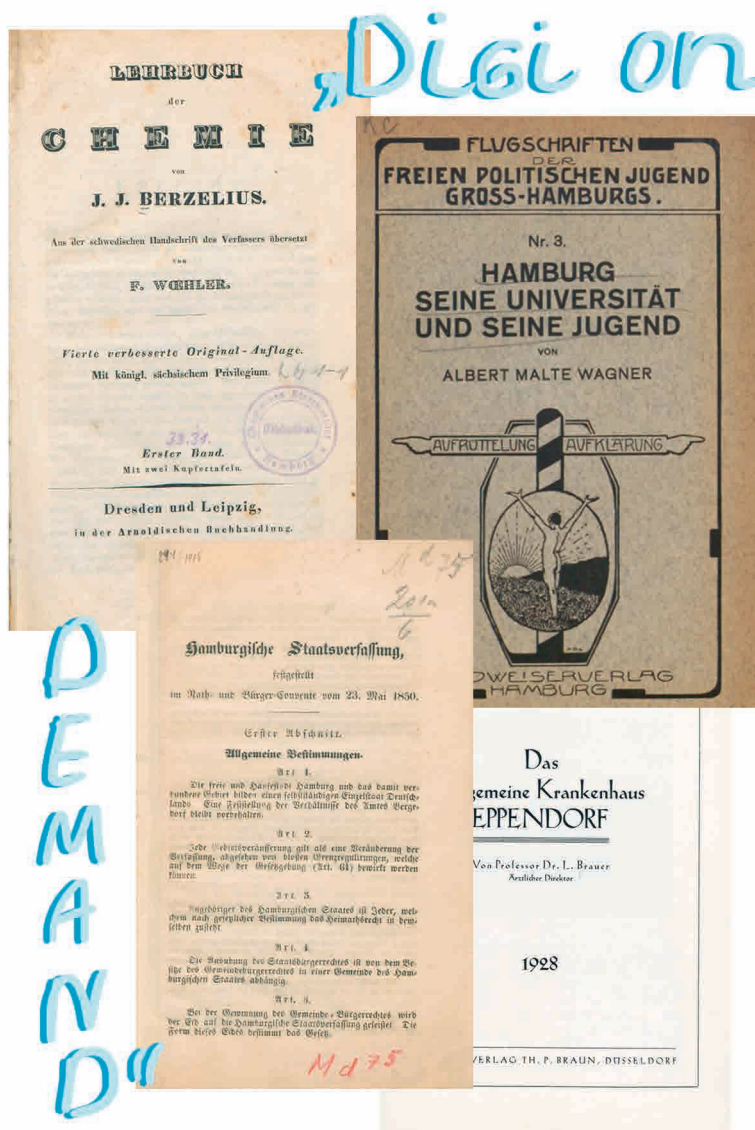 „Digi on
DEMAND“
LEHRBUCH
der
CHEMIE
von
J. J. BERZELIUS.
Aus der schwedischen Handschrift des Verfassers übersetzt
von
F. WŒHLER.
Vierte verbesserte Original-Auflage.
Mit königl. sächsischem Privilegium.
33.31.
Erster Band.
Mit zwei Kupfertafeln.
Dresden und Leipzig,
in der Arnoldischen Buchhandlung.
FLUGSCHRIFTEN
DER
FREIEN POLITISCHEN JUGEND
GROSS-HAMBURGS.
Nr. 3.
HAMBURG
SEINE UNIVERSITÄT
UND SEINE JUGEND
VON
ALBERT MALTE WAGNER
AUFRÜTTELUNG AUFKLÄRUNG
DWEISERVERLAG
HAMBURG
Md 75
Hamburgische Staatsverfassung,
festgestellt
im Rath- und Bürger-Convente vom 23. Mai 1850.
Erster Abschnitt.
Allgemeine Bestimmungen.
Art 1.
Die freie und Hansestadt Hamburg und das damit ver-
bundene Gebiet bilden einen selbstständigen Einzelstaat Deutsch-
lands. Eine Feststellung der Verhältnisse des Amtes Berge-
dorf bleibt vorbehalten.
Art. 2.
Jede Gebietsveräusserung gilt als eine Veränderung der
Verfassung, abgesehen von bloßen Grenzregulirungen, welche
auf dem Wege der Gesetzgebung (Art. 61) bewirkt werden
können.
Art. 3.
Angehöriger des Hamburgischen Staates ist Jeder, wel-
chem nach gesetzlicher Bestimmung das Heimathsrecht in dem-
selben zusteht.
Art. 4.
Die Ausübung des Staatsbürgerrechtes ist von dem Be-
sitze des Gemeindebürgerrechtes in einer Gemeinde des Ham-
burgischen Staates abhängig.
Art. 5.
Bei der Gewinnung des Gemeinde-Bürgerrechtes wird
der Eid auf die Hamburgische Staatsverfassung geleistet. Die
Form dieses Eides bestimmt das Gesetz.
Md 75
Das
gemeine Krankenhaus
EPPENDORF
Von Professor Dr. L. Brauer
Ärztlicher Direktor
1928
VERLAG TH. P. BRAUN, DÜSSELDORF